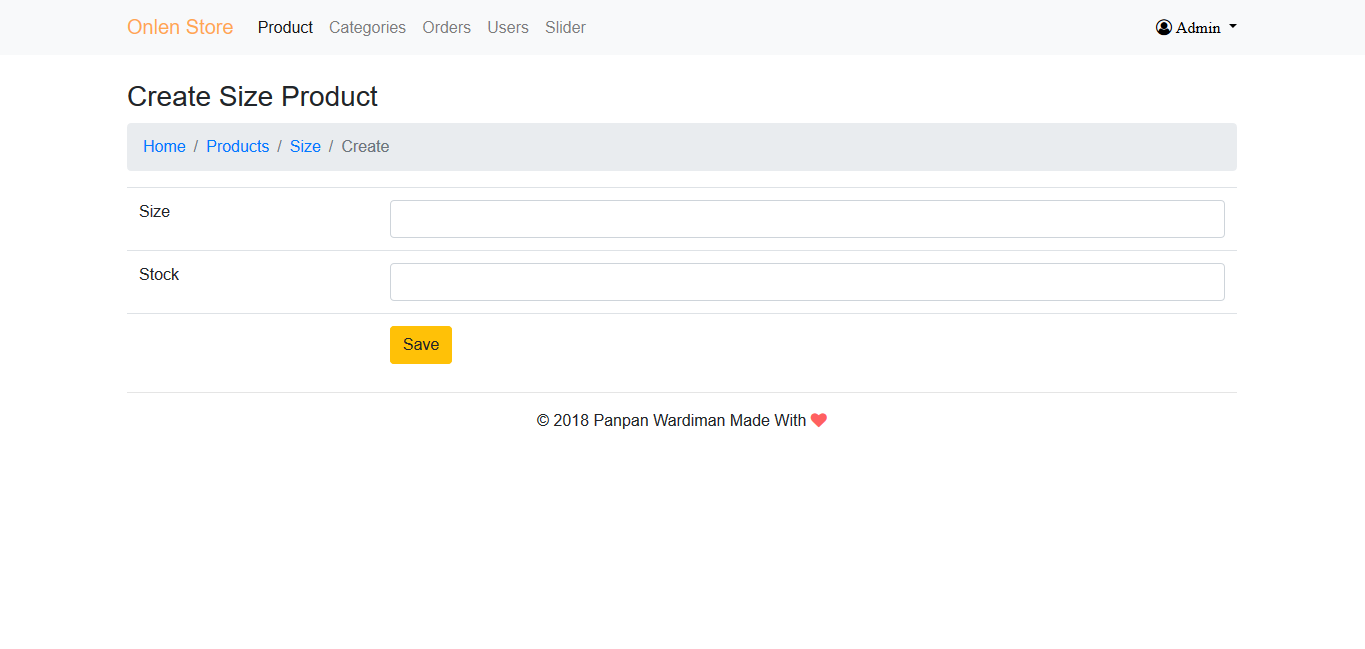 Onlen Store Product Categories Orders Users Slider Admin
Create Size Product
Home / Products / Size / Create
Size
Stock
Save
© 2018 Panpan Wardiman Made With ❤